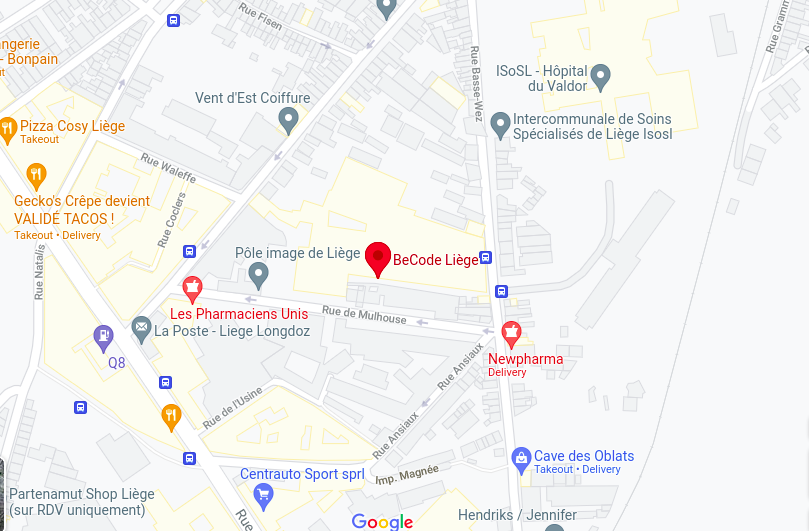 Rue Fisen
Rue Gramm
angerie
- Bonpain
ut
Rue Basse-Wez
ISoSL - Hôpital
du Valdor
Vent d'Est Coiffure
Intercommunale de Soins
Spécialisés de Liège Isosl
Pizza Cosy Liège
Takeout
Rue Waleffe
Gecko's Crêpe devient
VALIDÉ TACOS !
Takeout • Delivery
Rue Coclers
Rue Natalis
Pôle image de Liège
BeCode Liège
Les Pharmaciens Unis
Rue de Mulhouse
La Poste - Liege Longdoz
Q8
Newpharma
Delivery
Rue Ansiaux
Rue de l'Usine
Rue Ansiaux
Cave des Oblats
Takeout • Delivery
Centrauto Sport sprl
Imp. Magnée
Partenamut Shop Liège
(sur RDV uniquement)
Rue
Google
Hendriks / Jennifer